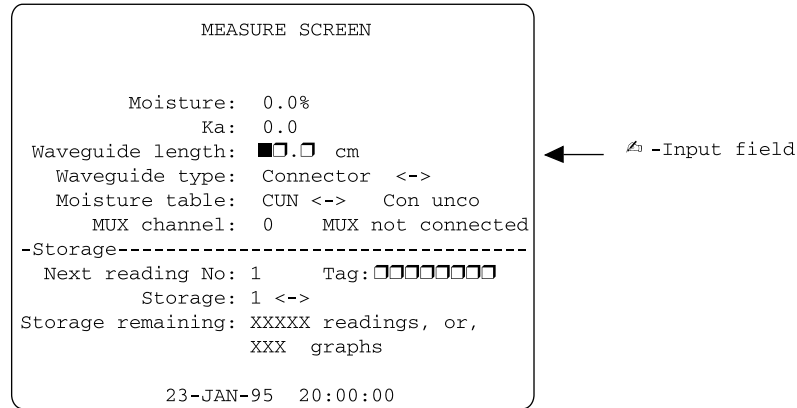 MEASURE SCREEN
Moisture: 0.0%
Ka: 0.0
Waveguide length: ■❒.❒ cm
✍ -Input field
Waveguide type: Connector <->
Moisture table: CUN <-> Con unco
MUX channel: 0 MUX not connected
-Storage----------------------------------
Next reading No: 1 Tag:❒❒❒❒❒❒❒❒
Storage: 1 <->
Storage remaining: XXXXX readings, or,
XXX graphs
23-JAN-95 20:00:00